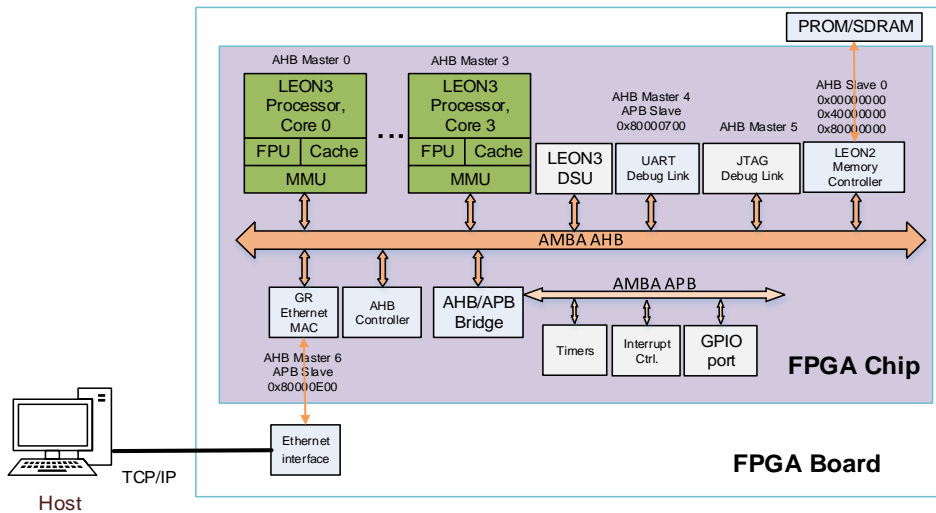 PROM/SDRAM
AHB Master 0
AHB Master 3
AHB Slave 0
0x00000000
0x40000000
0x80000000
AHB Master 4
APB Slave
0x80000700
AHB Master 5
LEON3
Processor,
Core 0
FPU
Cache
MMU
...
LEON3
Processor,
Core 3
FPU
Cache
MMU
LEON3
DSU
UART
Debug Link
JTAG
Debug Link
LEON2
Memory
Controller
AMBA AHB
GR
Ethernet
MAC
AHB
Controller
AHB/APB
Bridge
AMBA APB
Timers
Interrupt
Ctrl.
GPIO
port
AHB Master 6
APB Slave
0x80000E00
FPGA Chip
Ethernet
interface
FPGA Board
TCP/IP
Host